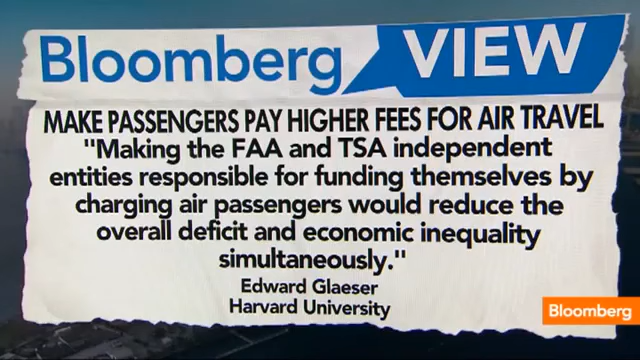 Bloomberg VIEW
MAKE PASSENGERS PAY HIGHER FEES FOR AIR TRAVEL
"Making the FAA and TSA independent
entities responsible for funding themselves by
charging air passengers would reduce the
overall deficit and economic inequality
simultaneously."
Edward Glaeser
Harvard University
Bloomberg